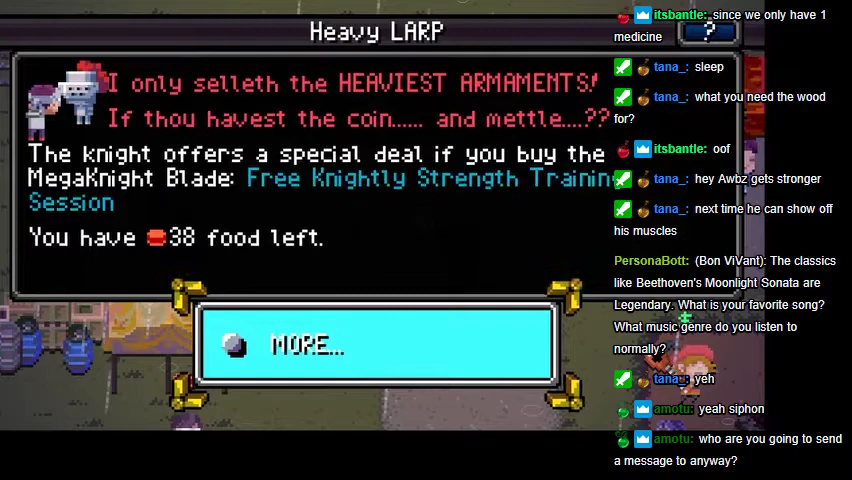 Heavy LARP
?
I only selleth the HEAVIEST ARMAMENTS!
If thou havest the coin...... and mettle....??
The knight offers a special deal if you buy the
MegaKnight Blade: Free Knightly Strength Training
Session
You have 38 food left.
MORE...
itsbantle: since we only have 1
medicine
tana_: sleep
tana_: what you need the wood
for?
itsbantle: oof
tana_: hey Awbz gets stronger
tana_: next time he can show off
his muscles
PersonaBott: (Bon ViVant): The classics
like Beethoven's Moonlight Sonata are
Legendary. What is your favorite song?
What music genre do you listen to
normally?
tana_: yeh
amotu: yeah siphon
amotu: who are you going to send
a message to anyway?